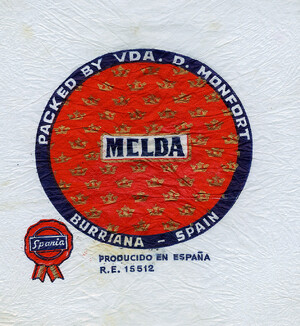 PACKED BY VDA. D. MONFORT
MELDA
BURRIANA - SPAIN
Spania
PRODUCIDO EN ESPAÑA
R.E. 15512